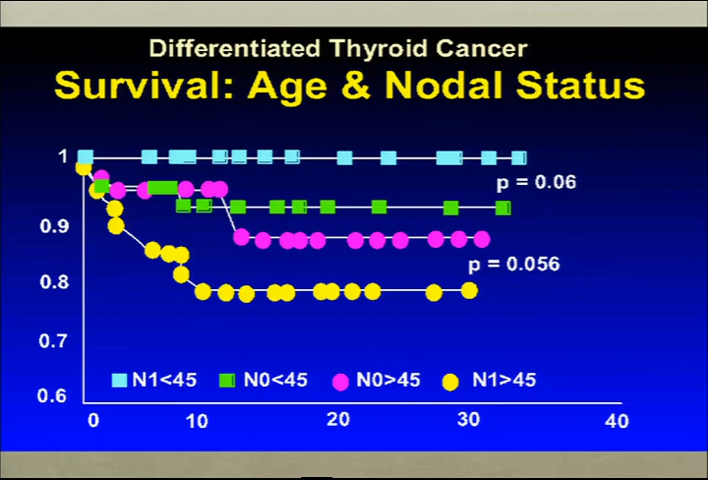 Differentiated Thyroid Cancer
Survival: Age & Nodal Status
1
p = 0.06
0.9
p = 0.056
0.8
0.7
N1<45 N0<45 N0>45 N1>45
0.6
0 10 20 30 40